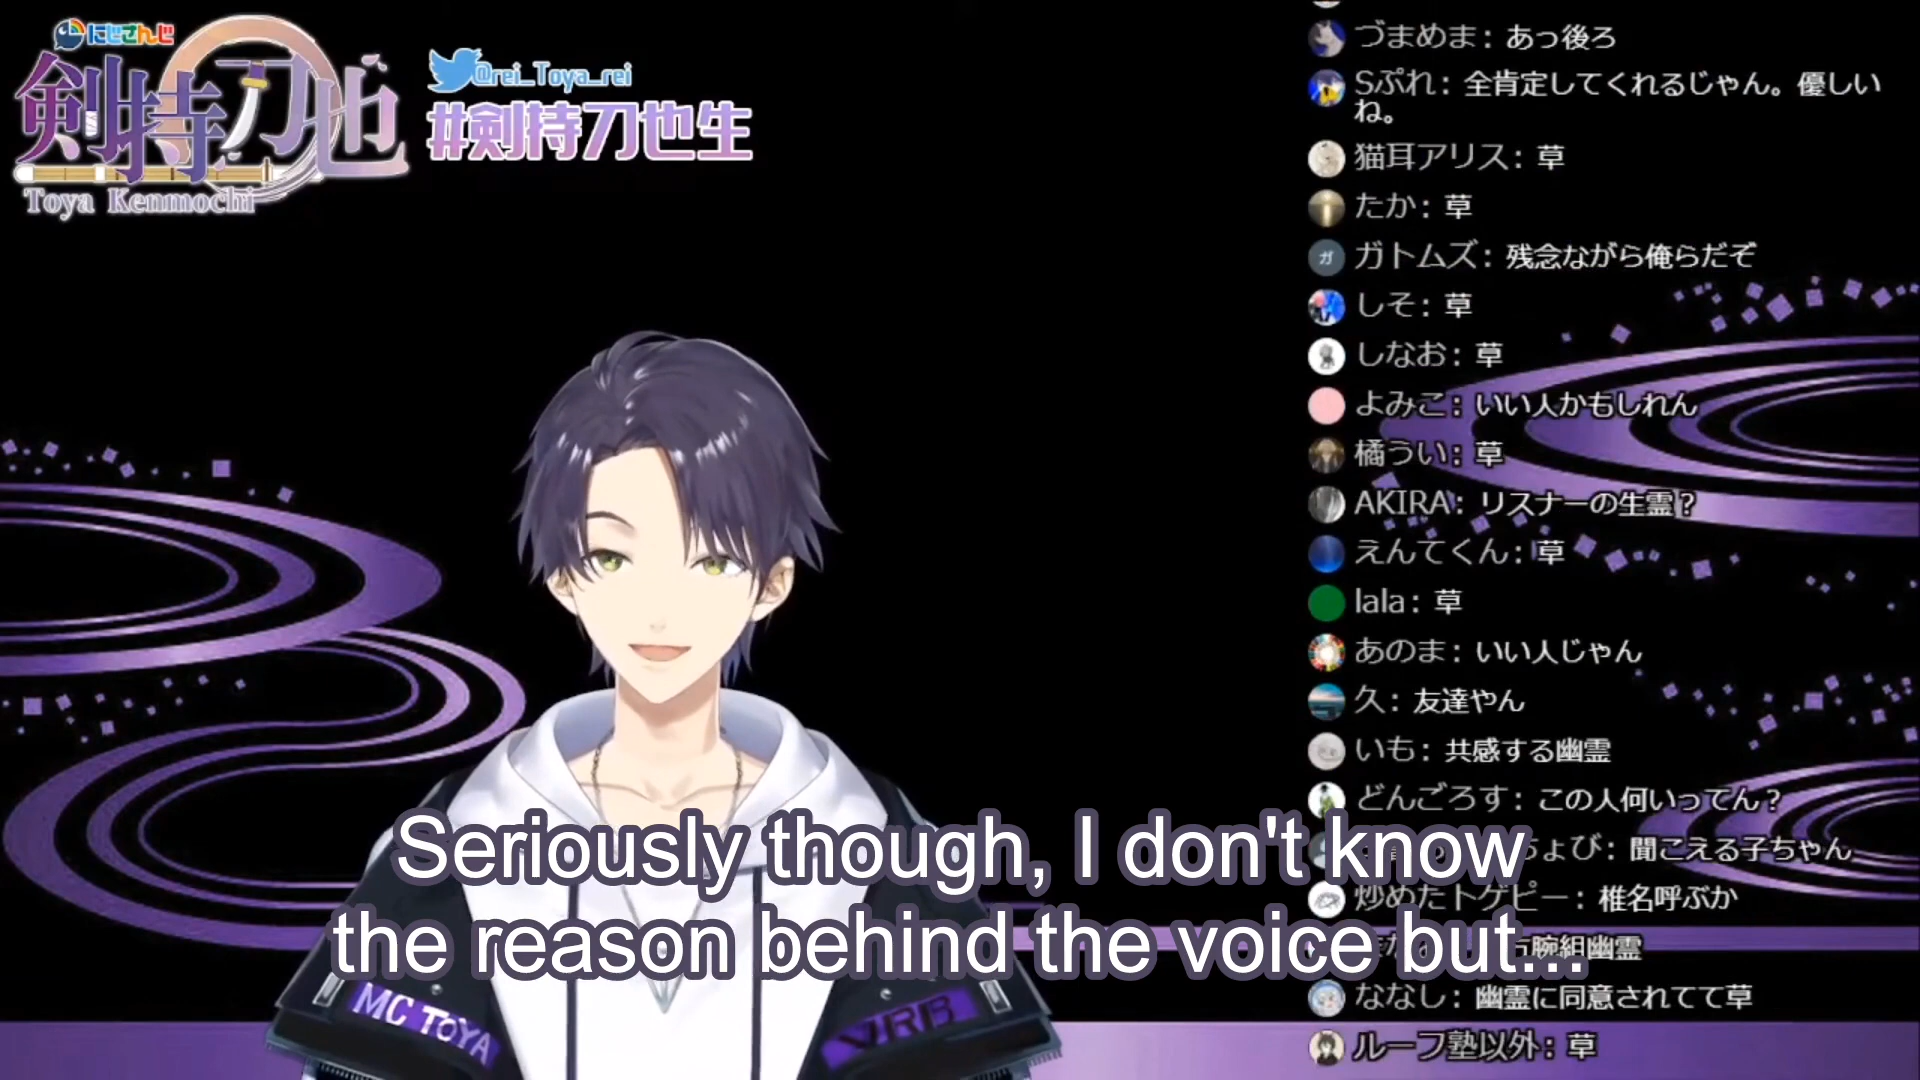 にじさんじ
剣持刀也
Toya Kenmochi
@rei_Toya_rei
#剣持刀也生
づまめま: あっ後ろ
Sぷれ: 全肯定してくれるじゃん。優しい
ね。
猫耳アリス: 草
たか: 草
ガ
ガトムズ: 残念ながら俺らだぞ
しそ: 草
しなお: 草
よみこ: いい人かもしれん
橘うい: 草
AKIRA: リスナーの生霊?
えんてくん: 草
lala: 草
あのま: いい人じゃん
久: 友達やん
いも: 共感する幽霊
どんごろす: この人何いってん?
ょび: 聞こえる子ちゃん
炒めたトゲピー: 椎名呼ぶか
腕組幽霊
ななし: 幽霊に同意されてて草
ルーフ塾以外: 草
Seriously though, I don't know
the reason behind the voice but...
MC TOYA
VRB